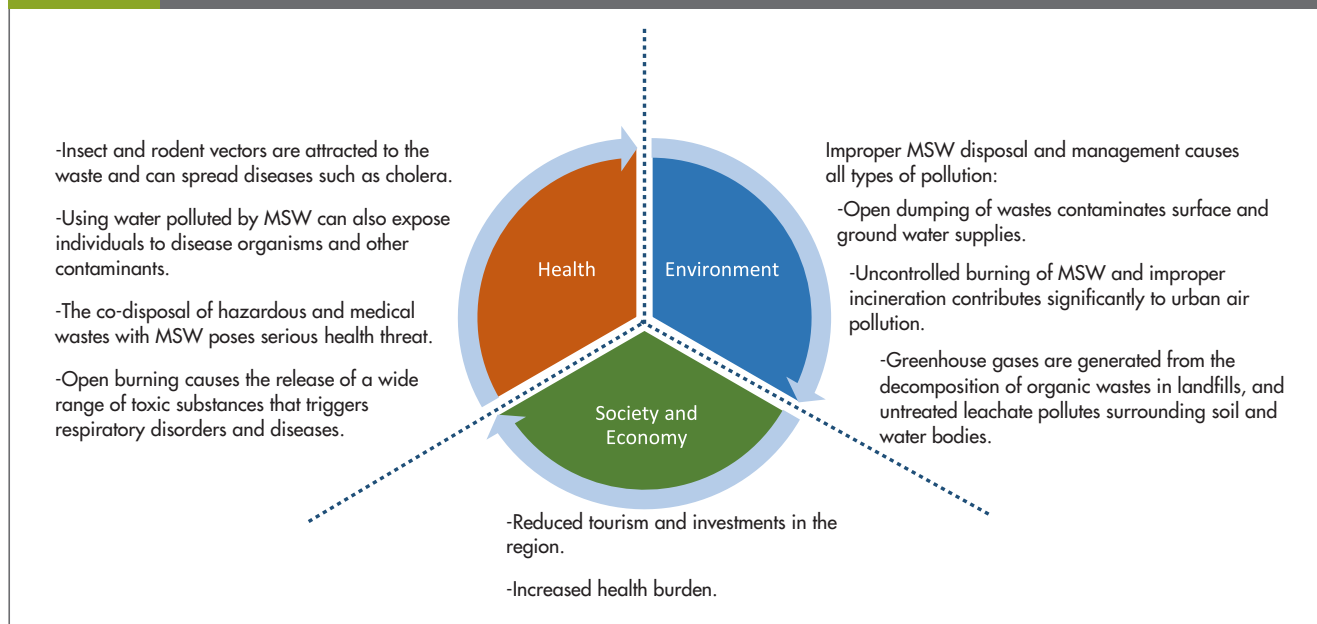 -Insect and rodent vectors are attracted to the
waste and can spread diseases such as cholera.
-Using water polluted by MSW can also expose
individuals to disease organisms and other
contaminants.
-The co-disposal of hazardous and medical
wastes with MSW poses serious health threat.
-Open burning causes the release of a wide
range of toxic substances that triggers
respiratory disorders and diseases.
Health
Environment
Society and
Economy
Improper MSW disposal and management causes
all types of pollution:
-Open dumping of wastes contaminates surface and
ground water supplies.
-Uncontrolled burning of MSW and improper
incineration contributes significantly to urban air
pollution.
-Greenhouse gases are generated from the
decomposition of organic wastes in landfills, and
untreated leachate pollutes surrounding soil and
water bodies.
-Reduced tourism and investments in the
region.
-Increased health burden.